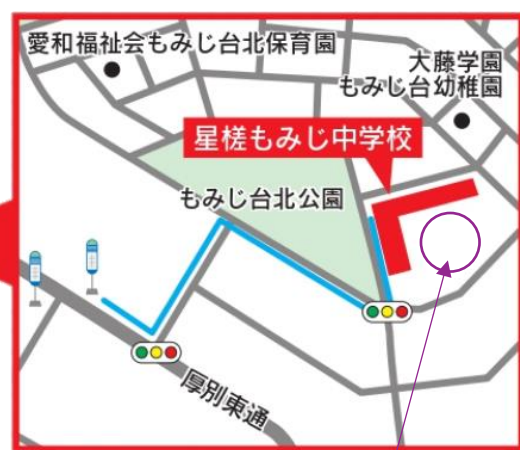 愛和福祉会もみじ台北保育園
大藤学園
もみじ台幼稚園
星槎もみじ中学校
もみじ台北公園
厚別東通